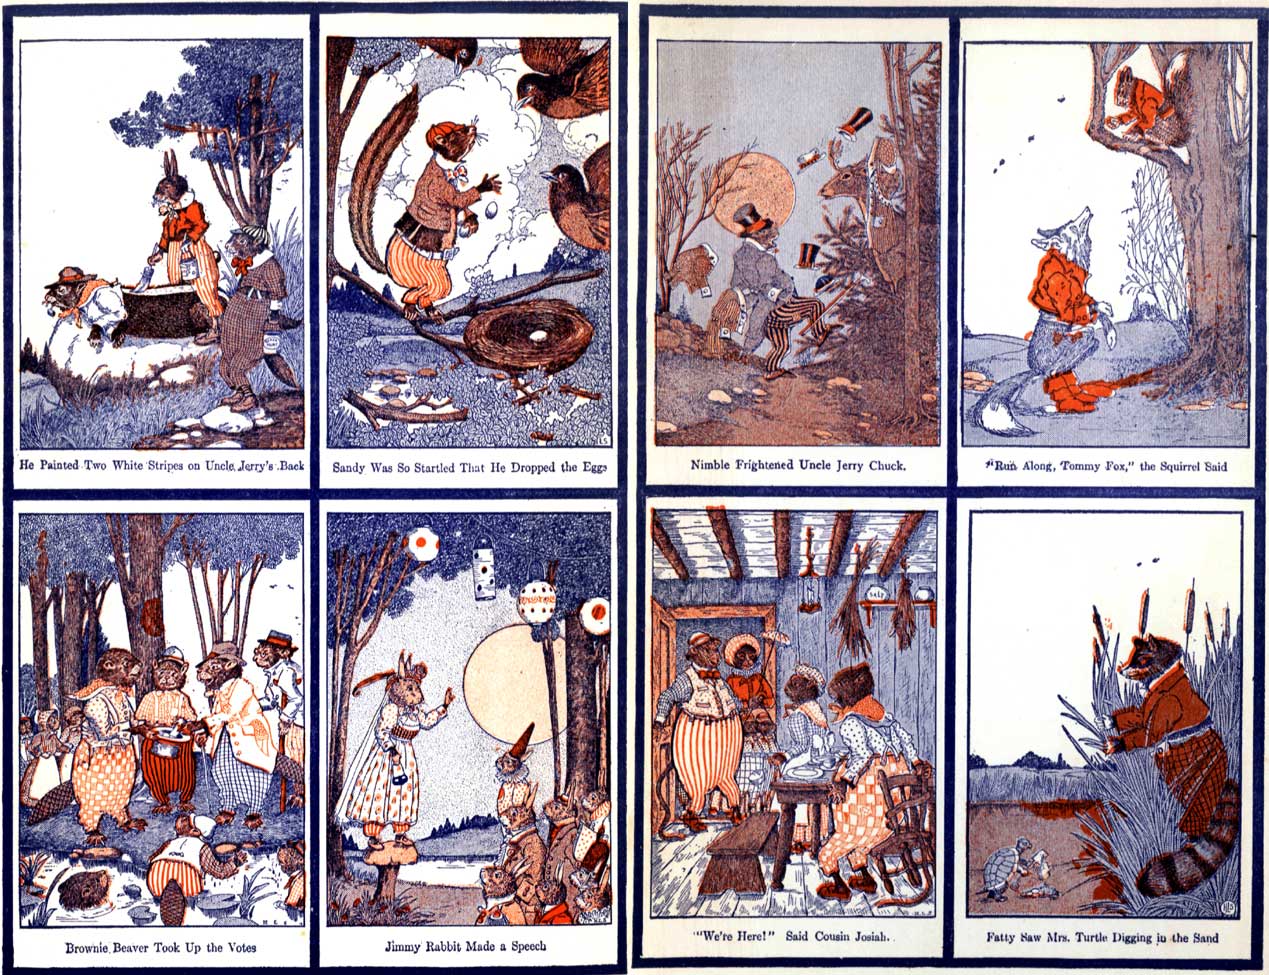 He Painted Two White Stripes on Uncle Jerry's Back
Sandy Was So Startled That He Dropped the Eggs
Nimble Frightened Uncle Jerry Chuck.
"Run Along, Tommy Fox," the Squirrel Said
SALT
Brownie Beaver Took Up the Votes
Jimmy Rabbit Made a Speech
"We're Here!" Said Cousin Josiah.
Fatty Saw Mrs. Turtle Digging in the Sand